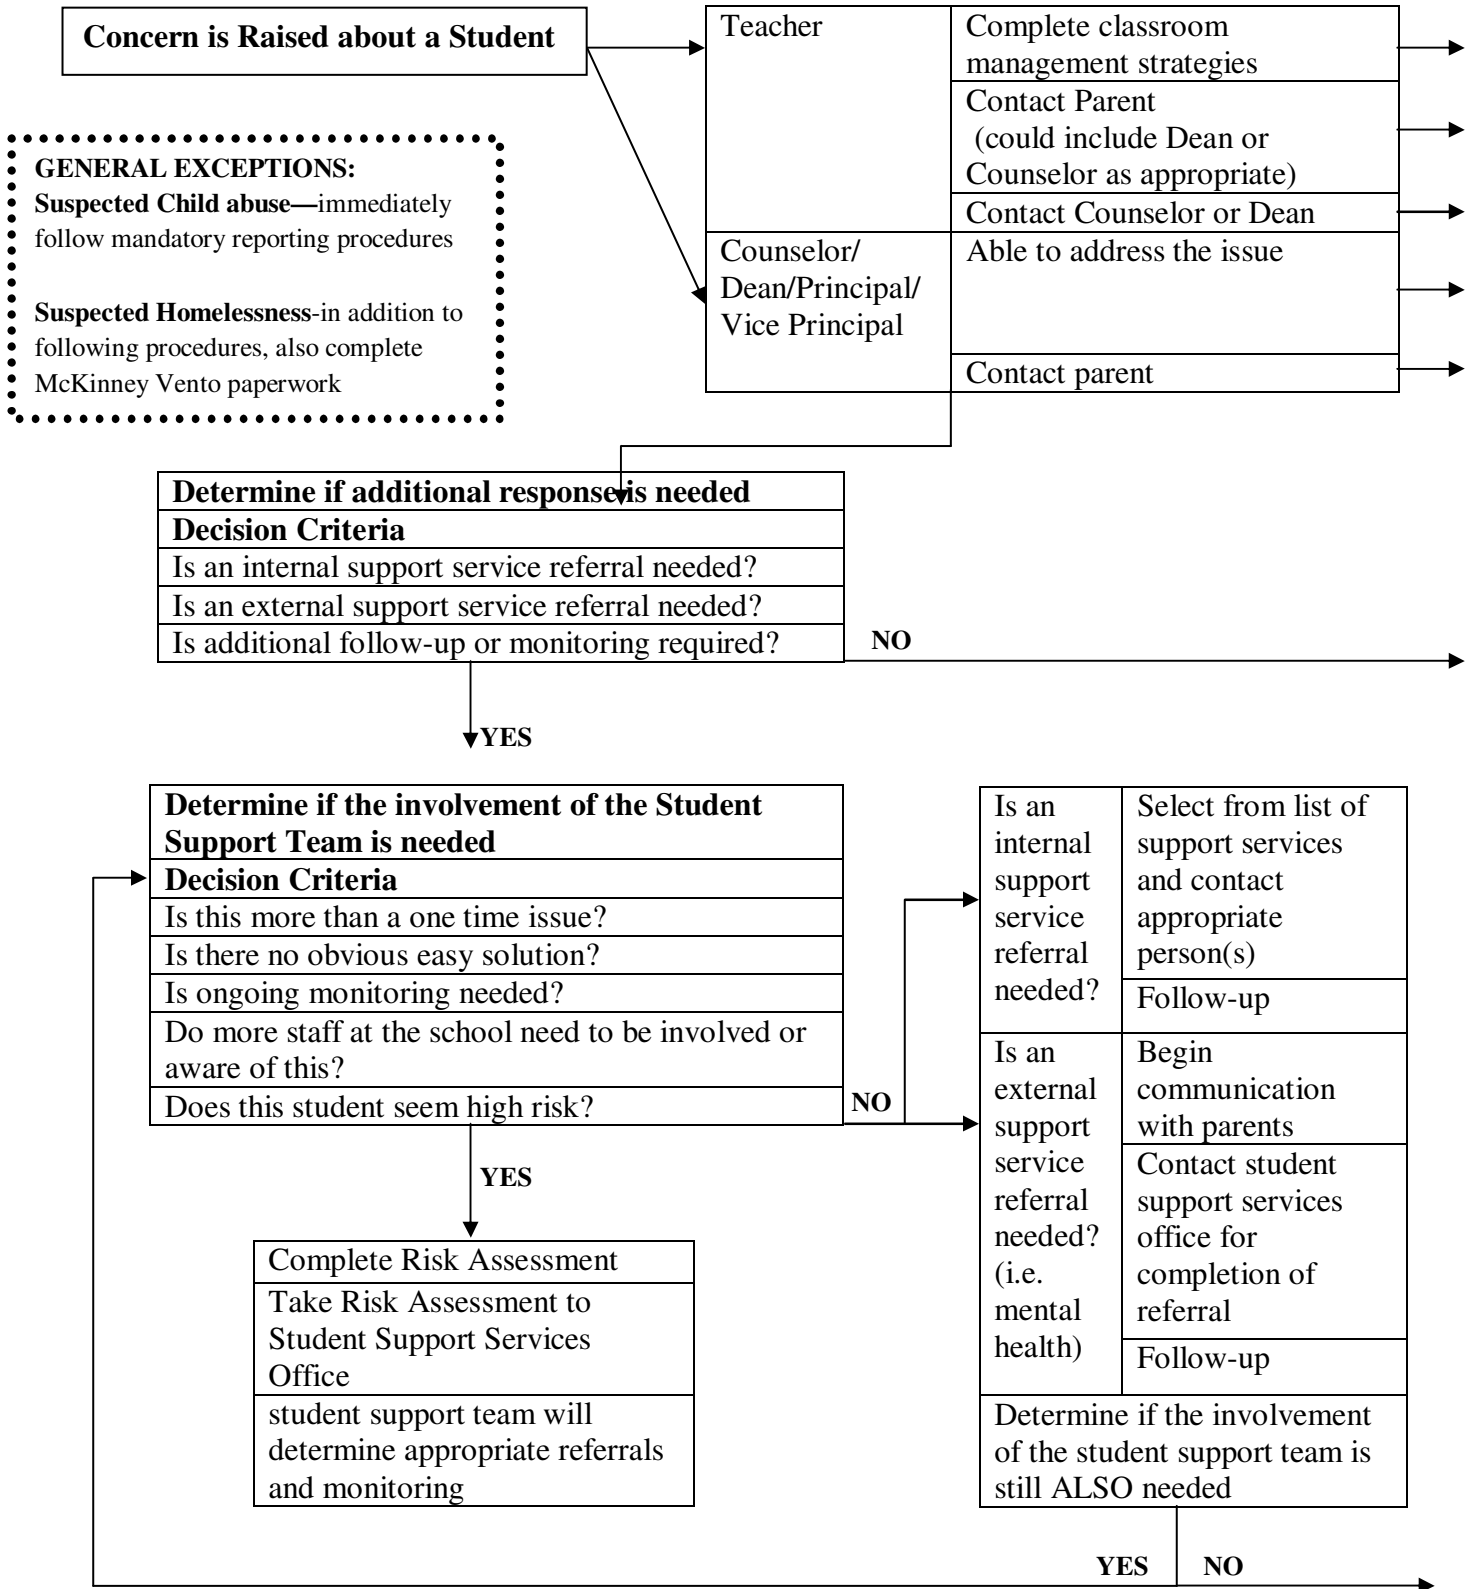 Concern is Raised about a Student
Teacher
Complete classroom
management strategies
Contact Parent
(could include Dean or
Counselor as appropriate)
Contact Counselor or Dean
Counselor/
Dean/Principal/
Vice Principal
Able to address the issue
Contact parent
GENERAL EXCEPTIONS:
Suspected Child abuse—immediately
follow mandatory reporting procedures
Suspected Homelessness-in addition to
following procedures, also complete
McKinney Vento paperwork
Determine if additional response is needed
Decision Criteria
Is an internal support service referral needed?
Is an external support service referral needed?
Is additional follow-up or monitoring required?
NO
YES
Determine if the involvement of the Student
Support Team is needed
Decision Criteria
Is this more than a one time issue?
Is there no obvious easy solution?
Is ongoing monitoring needed?
Do more staff at the school need to be involved or
aware of this?
Does this student seem high risk?
NO
YES
Complete Risk Assessment
Take Risk Assessment to
Student Support Services
Office
student support team will
determine appropriate referrals
and monitoring
Is an
internal
support
service
referral
needed?
Select from list of
support services
and contact
appropriate
person(s)
Follow-up
Is an
external
support
service
referral
needed?
(i.e.
mental
health)
Begin
communication
with parents
Contact student
support services
office for
completion of
referral
Follow-up
Determine if the involvement
of the student support team is
still ALSO needed
YES
NO